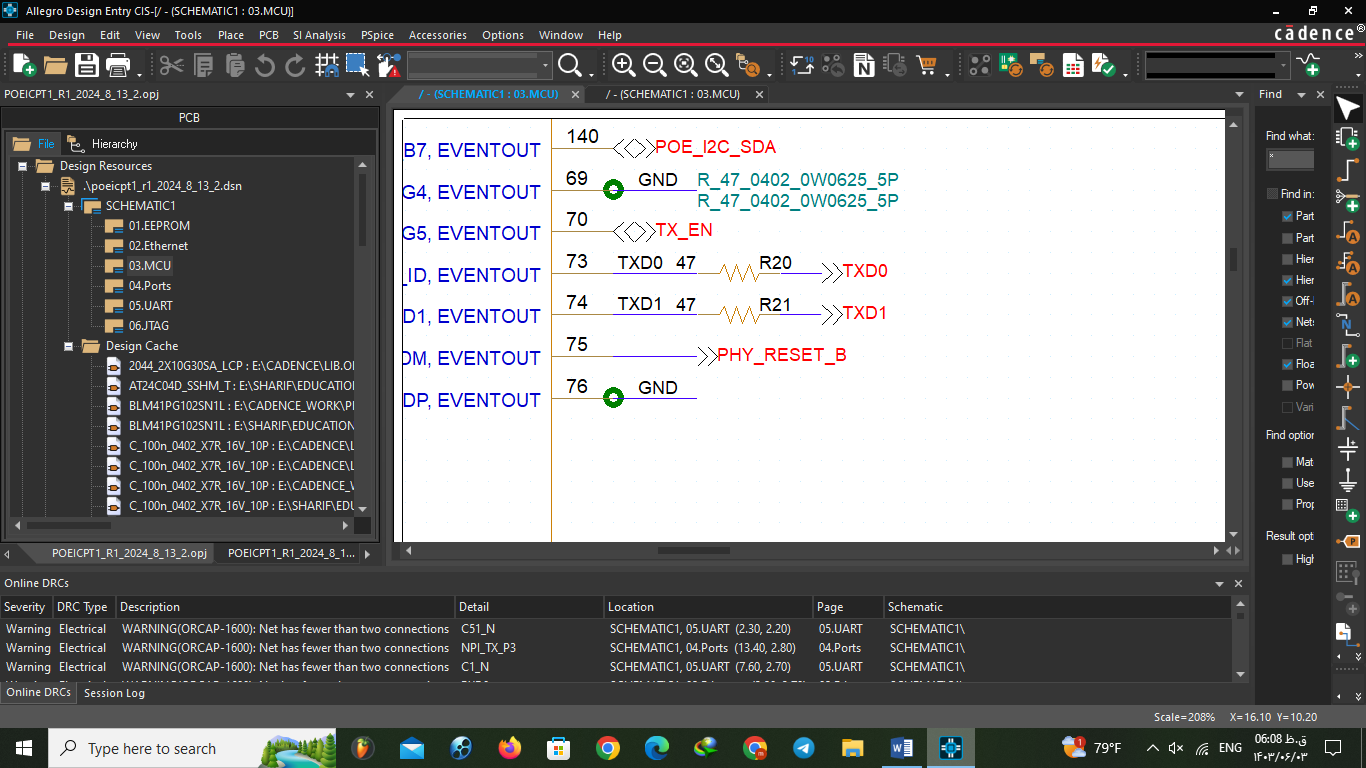 Allegro Design Entry CIS-[/ - (SCHEMATIC1 : 03.MCU)]
File Design Edit View Tools Place PCB SI Analysis PSpice Accessories Options Window Help
cādence®
POEICPT1_R1_2024_8_13_2.opj
/ - (SCHEMATIC1 : 03.MCU)
/ - (SCHEMATIC1 : 03.MCU)
Find
PCB
File Hierarchy
Design Resources
.\poeicpt1_r1_2024_8_13_2.dsn
SCHEMATIC1
01.EEPROM
02.Ethernet
03.MCU
04.Ports
05.UART
06.JTAG
Design Cache
2044_2X10G30SA_LCP : E:\CADENCE\LIB.OI
AT24C04D_SSHM_T : E:\SHARIF\EDUCATIO
BLM41PG102SN1L : E:\CADENCE_WORK\PI
BLM41PG102SN1L : E:\SHARIF\EDUCATION
C_100n_0402_X7R_16V_10P : E:\CADENCE\L
C_100n_0402_X7R_16V_10P : E:\CADENCE\L
C_100n_0402_X7R_16V_10P : E:\CADENCE_V
C_100n_0402_X7R_16V_10P : E:\SHARIF\EDU
POEICPT1_R1_2024_8_13_2.opj
POEICPT1_R1_2024_8_1...
B7, EVENTOUT 140 POE_I2C_SDA
G4, EVENTOUT 69 GND R_47_0402_0W0625_5P
R_47_0402_0W0625_5P
G5, EVENTOUT 70 TX_EN
_ID, EVENTOUT 73 TXD0 47 R20 TXD0
D1, EVENTOUT 74 TXD1 47 R21 TXD1
DM, EVENTOUT 75 PHY_RESET_B
DP, EVENTOUT 76 GND
Find what:
Find in:
Part
Part
Hier
Hier
Off-
Nets
Flat
Floa
Pow
Vari
Find option
Mat
Use
Prop
Result opti
High
Online DRCs
Severity DRC Type Description Detail Location Page Schematic
Warning Electrical WARNING(ORCAP-1600): Net has fewer than two connections C51_N SCHEMATIC1, 05.UART (2.30, 2.20) 05.UART SCHEMATIC1\
Warning Electrical WARNING(ORCAP-1600): Net has fewer than two connections NPI_TX_P3 SCHEMATIC1, 04.Ports (13.40, 2.80) 04.Ports SCHEMATIC1\
Warning Electrical WARNING(ORCAP-1600): Net has fewer than two connections C1_N SCHEMATIC1, 05.UART (7.60, 2.70) 05.UART SCHEMATIC1\
Online DRCs Session Log
Scale=208% X=16.10 Y=10.20
Type here to search
79°F
ENG
06:08 ق.ظ
۱۴۰۳/۰۶/۰۳